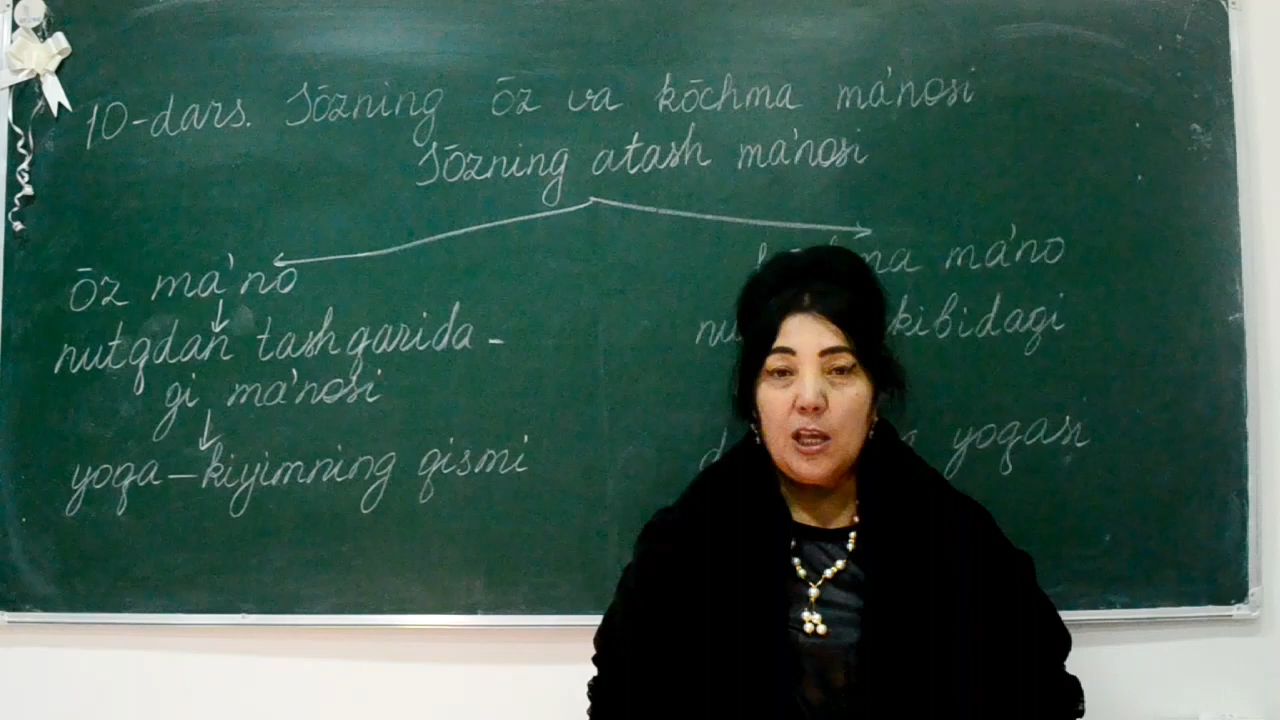 10-dars. Sōzning ōz va kōchma ma'nosi
Sōzning atash ma'nosi
ōz ma'no
ma'no
nutqdan tashqarida-
kibidagi
gi ma'nosi
yoqa – kiyimning qismi
yoqasi